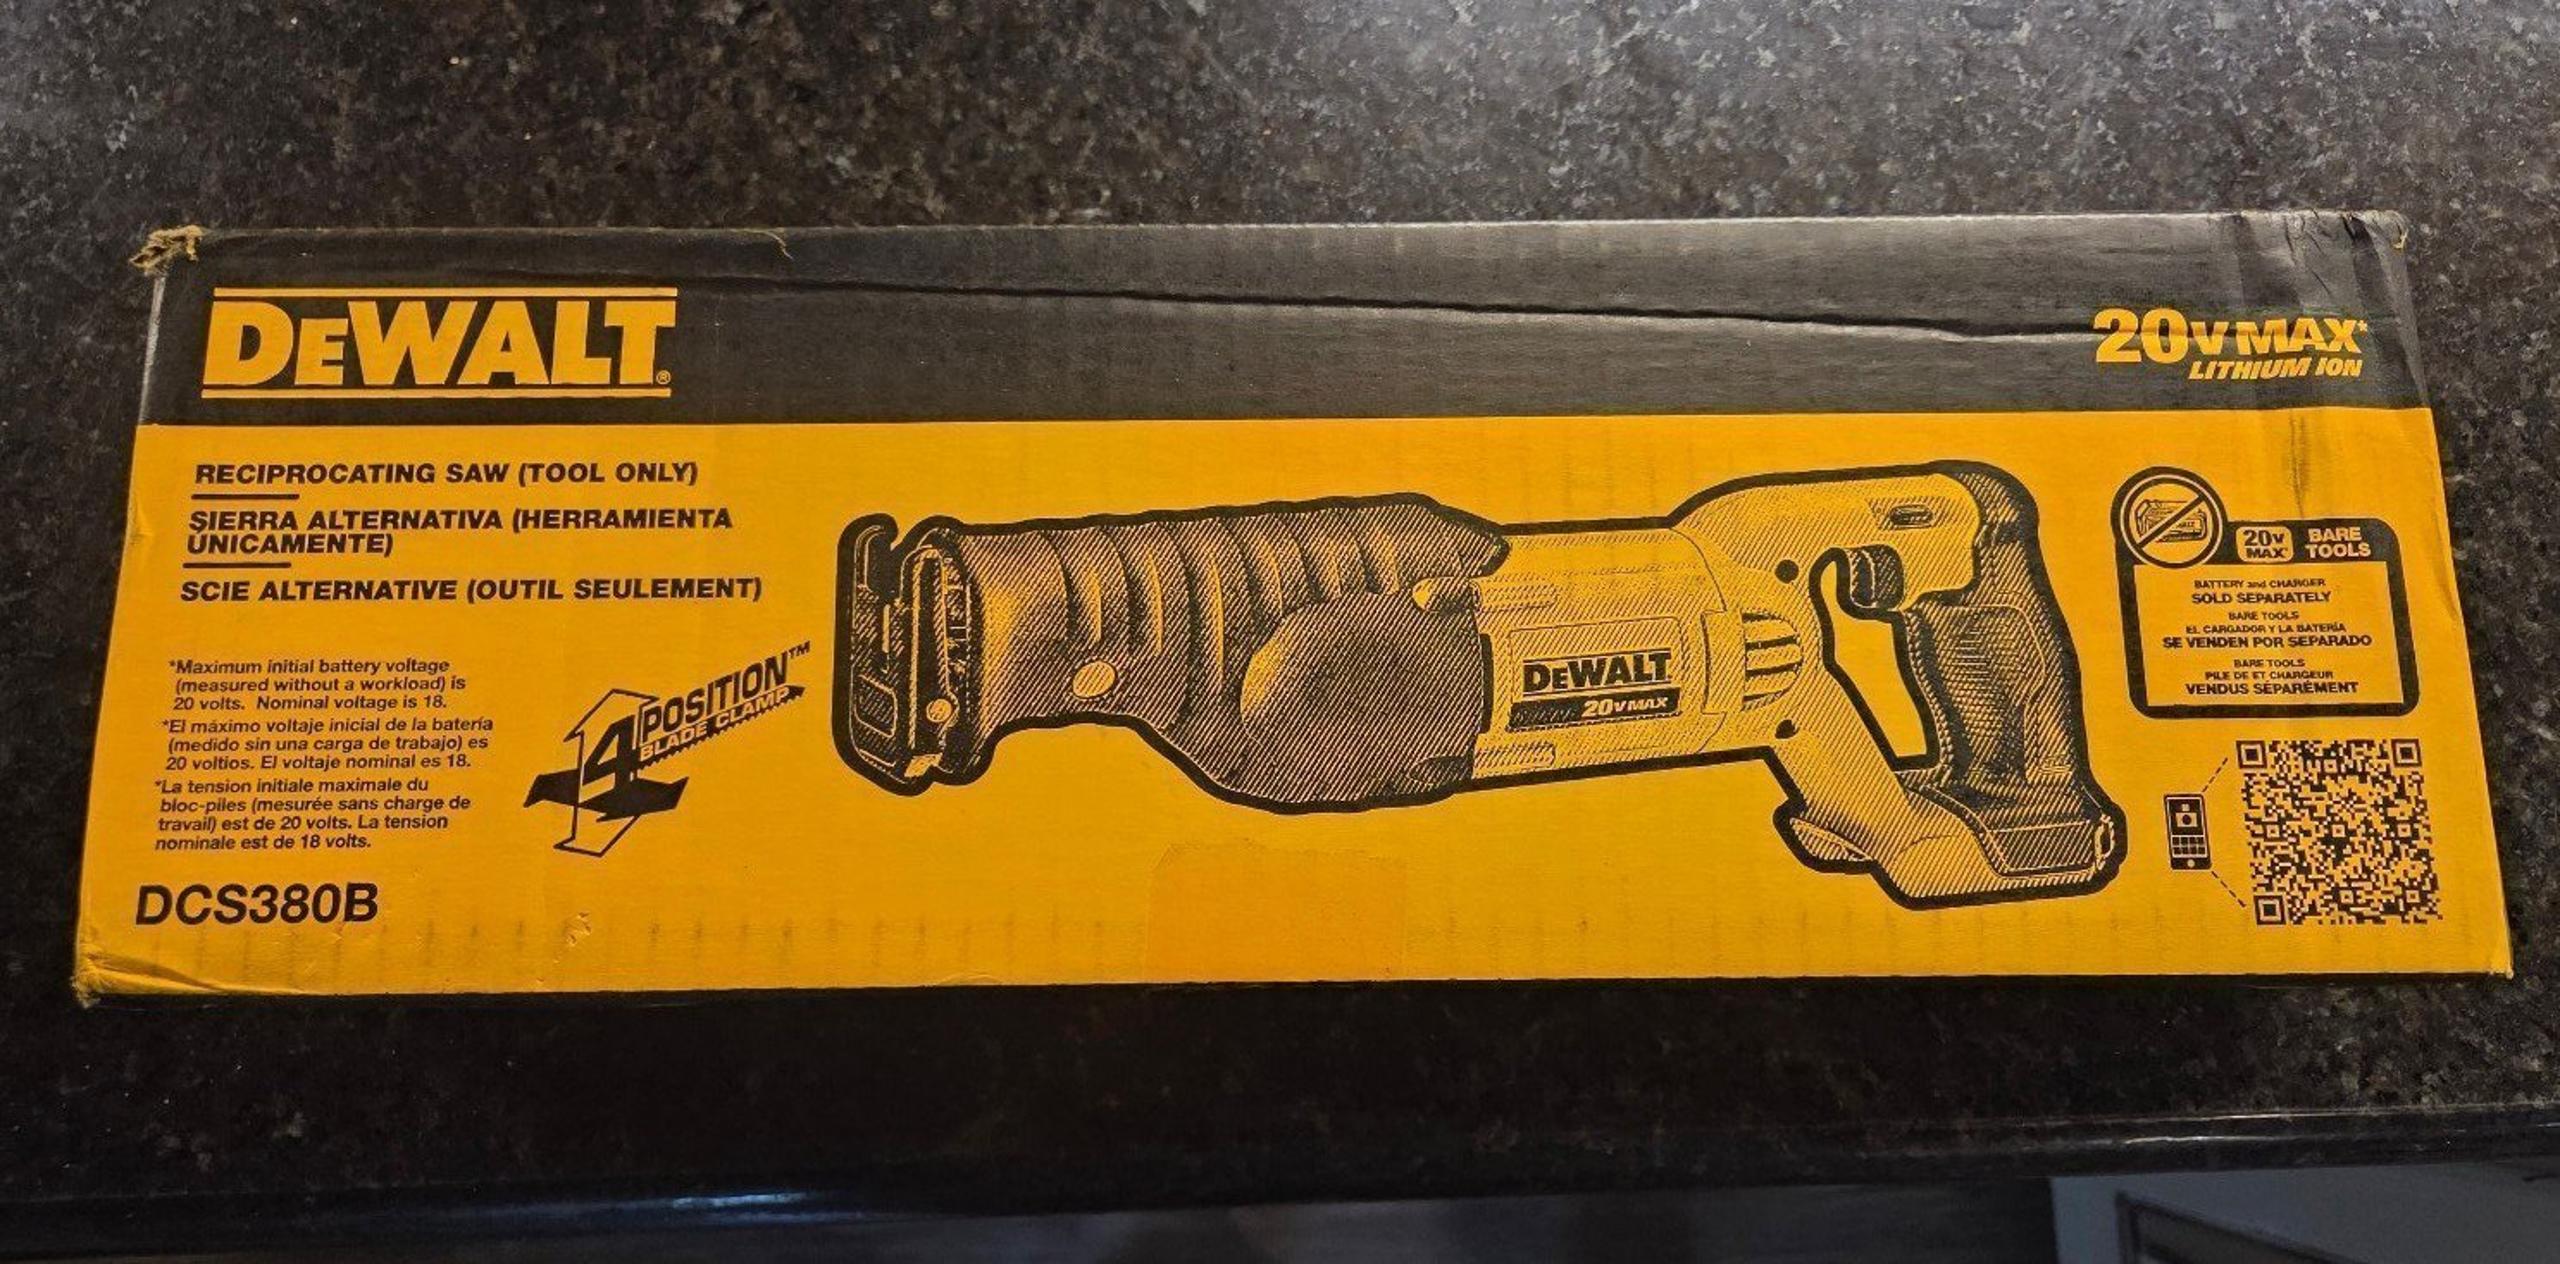 DEWALT®
20V MAX*
LITHIUM ION
RECIPROCATING SAW (TOOL ONLY)
SIERRA ALTERNATIVA (HERRAMIENTA
ÚNICAMENTE)
SCIE ALTERNATIVE (OUTIL SEULEMENT)
*Maximum initial battery voltage
(measured without a workload) is
20 volts. Nominal voltage is 18.
*El máximo voltaje inicial de la batería
(medido sin una carga de trabajo) es
20 voltios. El voltaje nominal es 18.
*La tension initiale maximale du
bloc-piles (mesurée sans charge de
travail) est de 20 volts. La tension
nominale est de 18 volts.
4 POSITION™
BLADE CLAMP
DCS380B
DEWALT
20V MAX
20V
MAX*
BARE
TOOLS
BATTERY and CHARGER
SOLD SEPARATELY
BARE TOOLS
EL CARGADOR Y LA BATERÍA
SE VENDEN POR SEPARADO
BARE TOOLS
PILE DE ET CHARGEUR
VENDUS SÉPARÉMENT